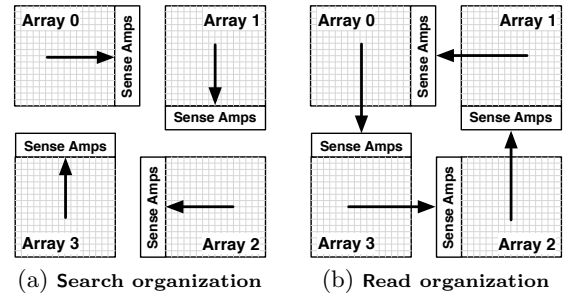 Array 0
Sense Amps
Array 1
Sense Amps
Sense Amps
Array 3
Sense Amps
Array 2
(a) Search organization
Array 0
Sense Amps
Array 1
Sense Amps
Sense Amps
Array 3
Sense Amps
Array 2
(b) Read organization